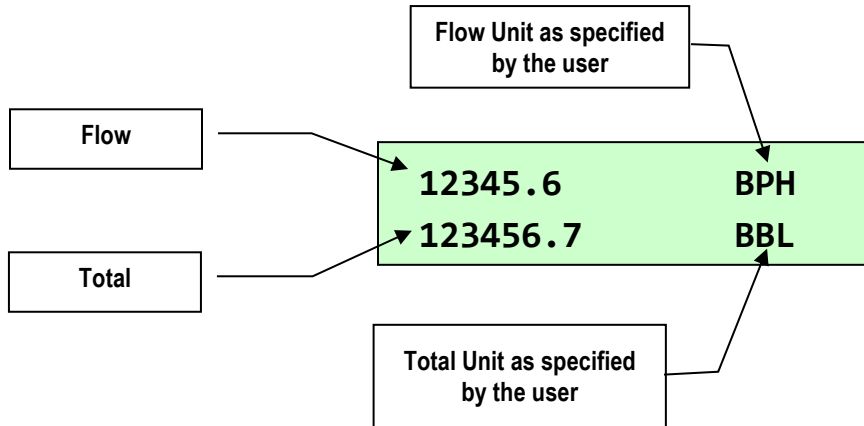 Flow Unit as specified
by the user
Flow
12345.6 BPH
123456.7 BBL
Total
Total Unit as specified
by the user